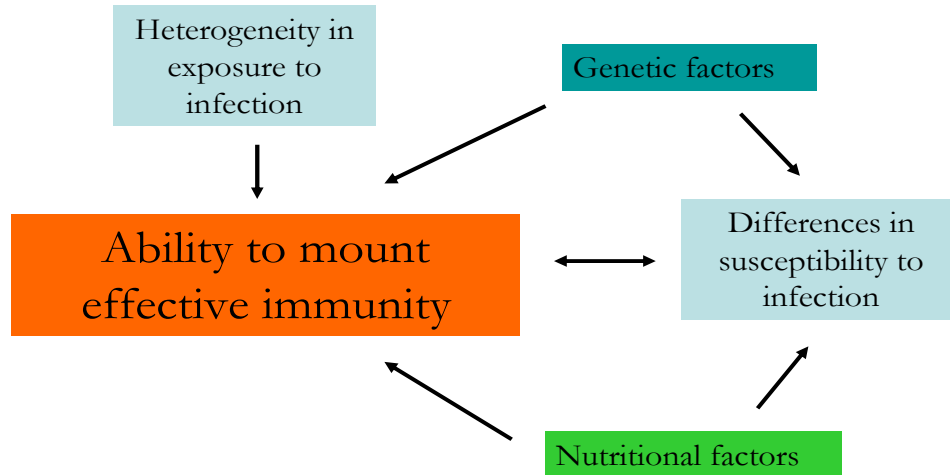 Heterogeneity in
exposure to
infection
Genetic factors
Ability to mount
effective immunity
Differences in
susceptibility to
infection
Nutritional factors